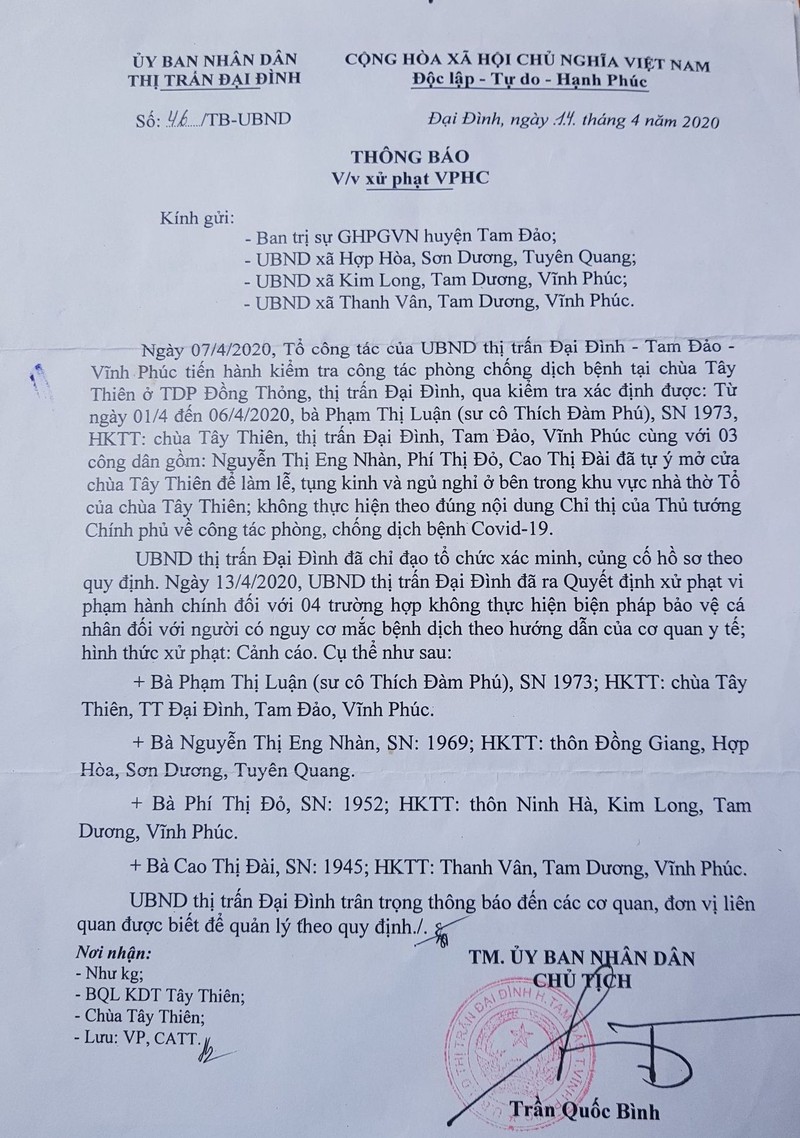 ỦY BAN NHÂN DÂN
THỊ TRẤN ĐẠI ĐÌNH
CỘNG HÒA XÃ HỘI CHỦ NGHĨA VIỆT NAM
Độc lập - Tự do - Hạnh Phúc
Số: 46 /TB-UBND
Đại Đình, ngày 14 tháng 4 năm 2020
THÔNG BÁO
V/v xử phạt VPHC
Kính gửi:
- Ban trị sự GHPGVN huyện Tam Đảo;
- UBND xã Hợp Hòa, Sơn Dương, Tuyên Quang;
- UBND xã Kim Long, Tam Dương, Vĩnh Phúc;
- UBND xã Thanh Vân, Tam Dương, Vĩnh Phúc.
Ngày 07/4/2020, Tổ công tác của UBND thị trấn Đại Đình - Tam Đảo -
Vĩnh Phúc tiến hành kiểm tra công tác phòng chống dịch bệnh tại chùa Tây
Thiên ở TDP Đồng Thỏng, thị trấn Đại Đình, qua kiểm tra xác định được: Từ
ngày 01/4 đến 06/4/2020, bà Phạm Thị Luận (sư cô Thích Đàm Phú), SN 1973,
HKTT: chùa Tây Thiên, thị trấn Đại Đình, Tam Đảo, Vĩnh Phúc cùng với 03
công dân gồm: Nguyễn Thị Eng Nhàn, Phí Thị Đỏ, Cao Thị Đài đã tự ý mở cửa
chùa Tây Thiên để làm lễ, tụng kinh và ngủ nghỉ ở bên trong khu vực nhà thờ Tổ
của chùa Tây Thiên; không thực hiện theo đúng nội dung Chỉ thị của Thủ tướng
Chính phủ về công tác phòng, chống dịch bệnh Covid-19.
UBND thị trấn Đại Đình đã chỉ đạo tổ chức xác minh, củng cố hồ sơ theo
quy định. Ngày 13/4/2020, UBND thị trấn Đại Đình đã ra Quyết định xử phạt vi
phạm hành chính đối với 04 trường hợp không thực hiện biện pháp bảo vệ cá
nhân đối với người có nguy cơ mắc bệnh dịch theo hướng dẫn của cơ quan y tế;
hình thức xử phạt: Cảnh cáo. Cụ thể như sau:
+ Bà Phạm Thị Luận (sư cô Thích Đàm Phú), SN 1973; HKTT: chùa Tây
Thiên, TT Đại Đình, Tam Đảo, Vĩnh Phúc.
+ Bà Nguyễn Thị Eng Nhàn, SN: 1969; HKTT: thôn Đồng Giang, Hợp
Hòa, Sơn Dương, Tuyên Quang.
+ Bà Phí Thị Đỏ, SN: 1952; HKTT: thôn Ninh Hà, Kim Long, Tam
Dương, Vĩnh Phúc.
+ Bà Cao Thị Đài, SN: 1945; HKTT: Thanh Vân, Tam Dương, Vĩnh Phúc.
UBND thị trấn Đại Đình trân trọng thông báo đến các cơ quan, đơn vị liên
quan được biết để quản lý theo quy định./.
Nơi nhận:
- Như kg;
- BQL KDT Tây Thiên;
- Chùa Tây Thiên;
- Lưu: VP, CATT.
TM. ỦY BAN NHÂN DÂN
CHỦ TỊCH
Trần Quốc Bình